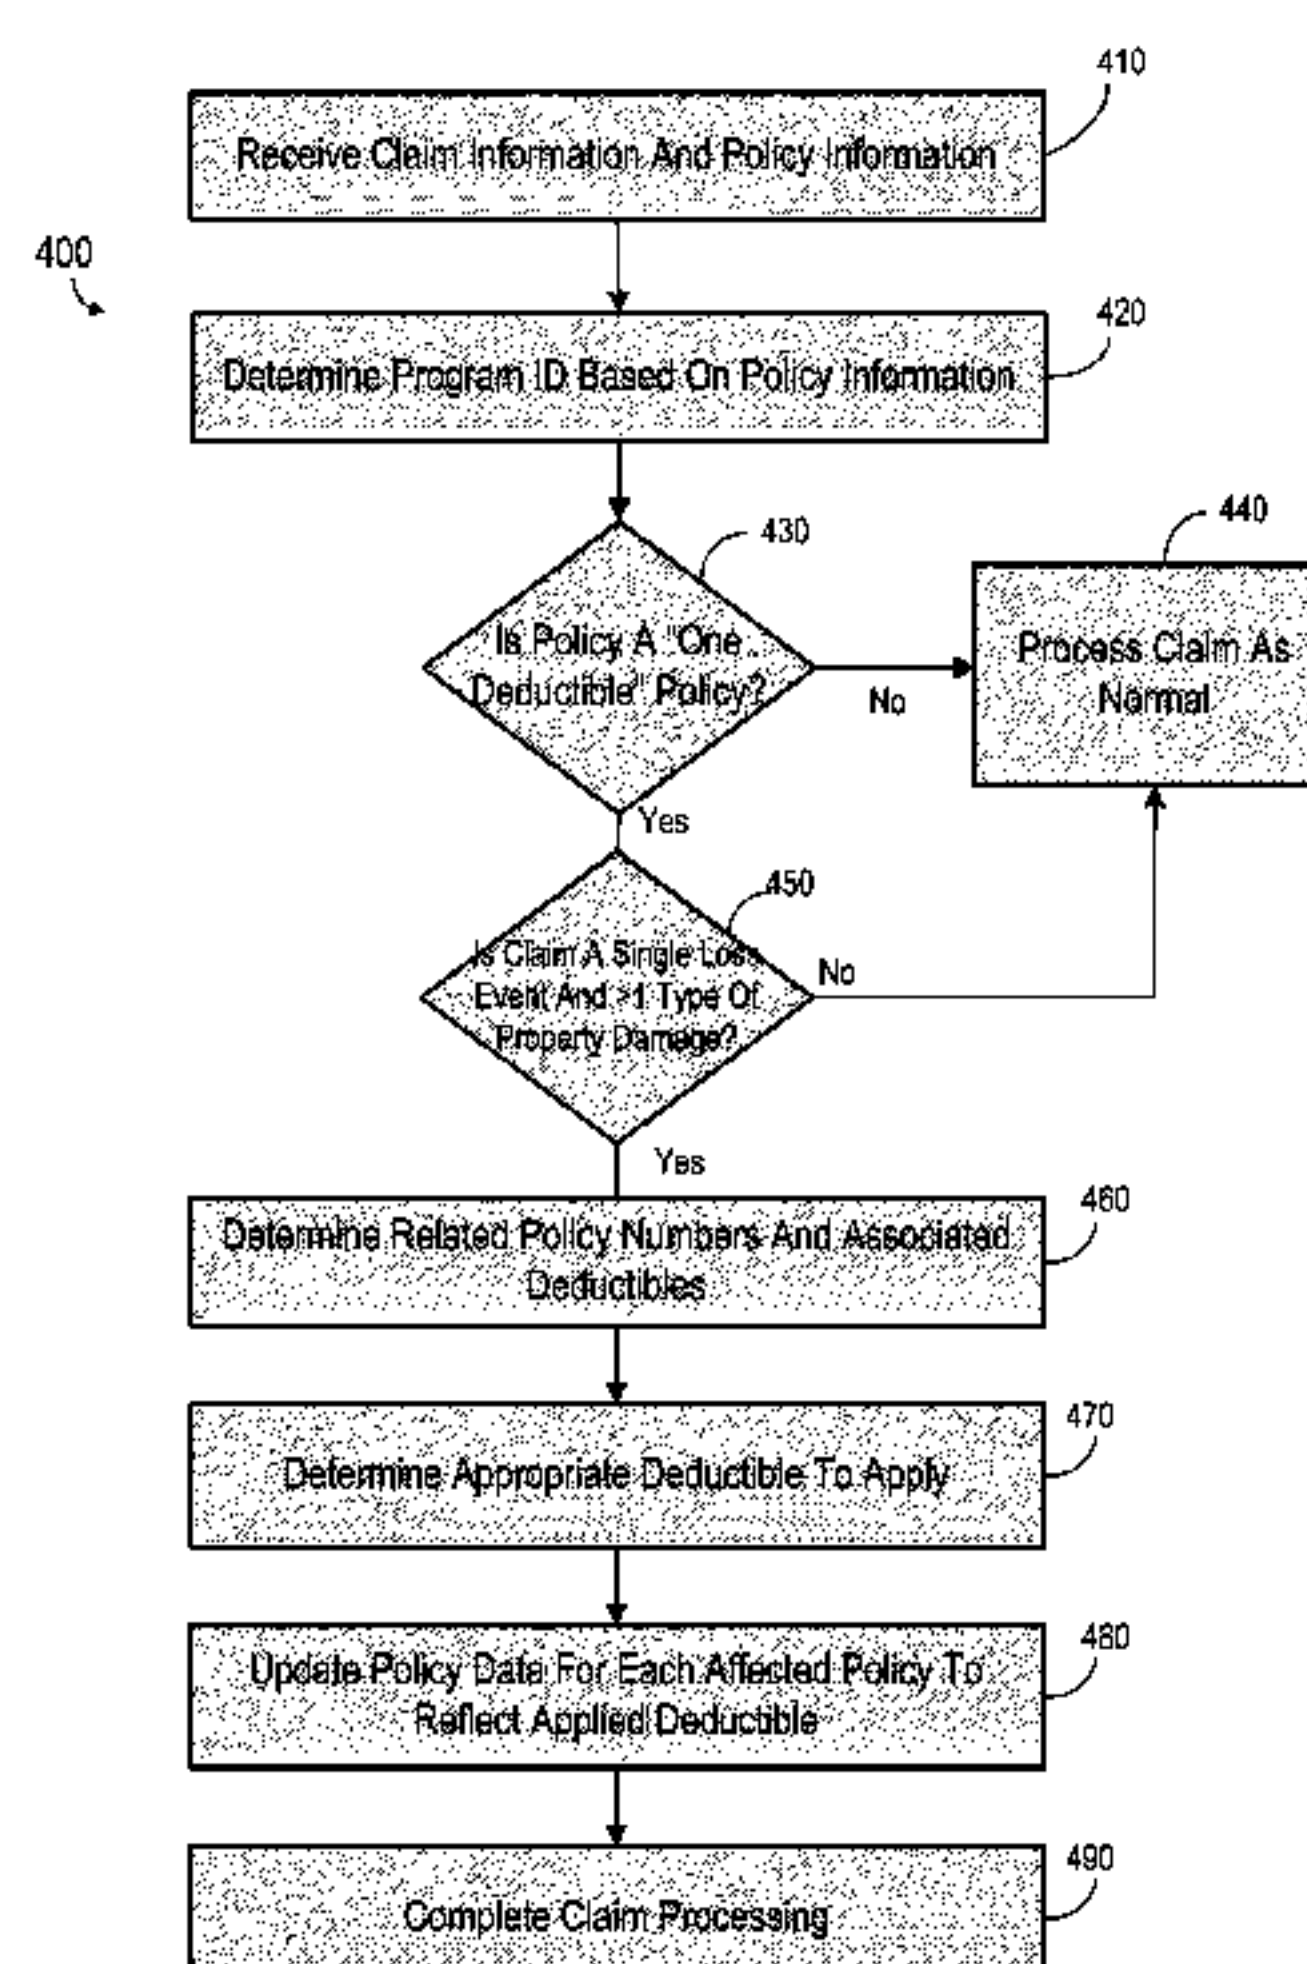 410
Receive Claim Information And Policy Information
400
420
Determine Program ID Based On Policy Information
430
440
Is Policy A "One
Deductible" Policy?
No
Process Claim As
Normal
Yes
450
Is Claim A Single Loss
Event And >1 Type Of
Property Damage?
No
Yes
460
Determine Related Policy Numbers And Associated
Deductibles
470
Determine Appropriate Deductible To Apply
480
Update Policy Data For Each Affected Policy To
Reflect Applied Deductible
490
Complete Claim Processing